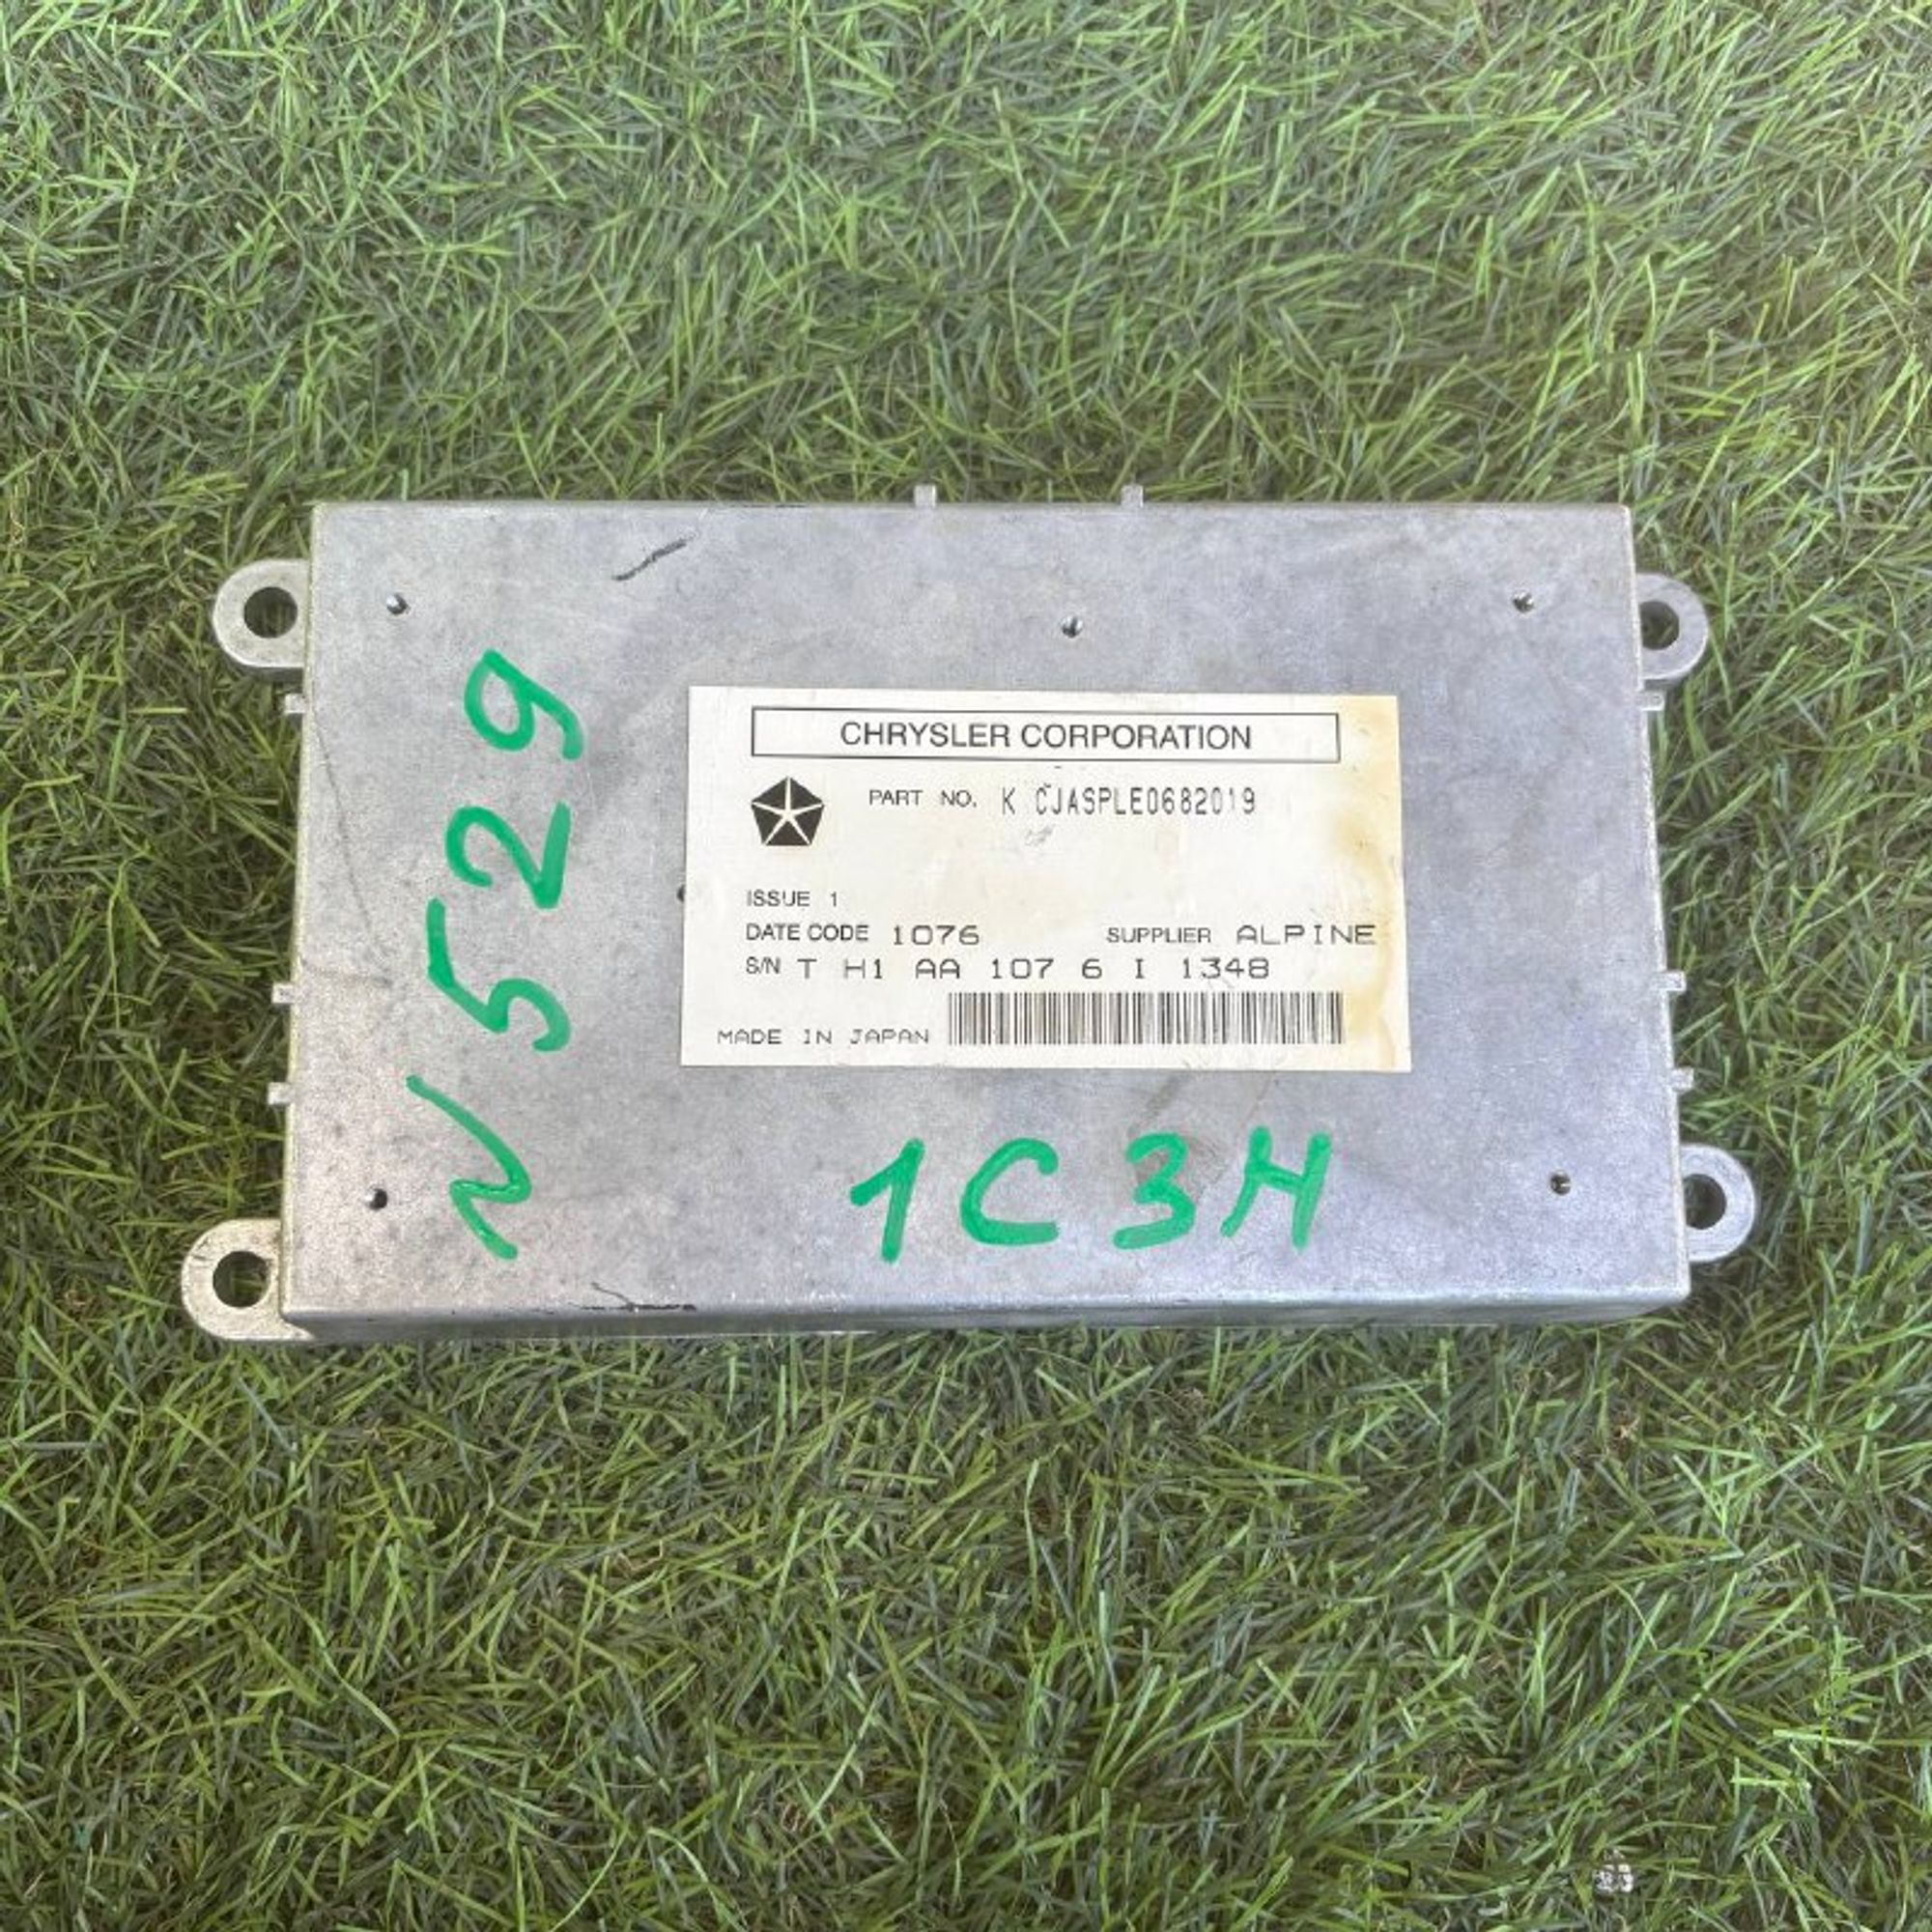 CHRYSLER CORPORATION
PART NO. K CJASPLE0682019
ISSUE 1
DATE CODE 1076 SUPPLIER ALPINE
S/N T H1 AA 107 6 I 1348
MADE IN JAPAN
N529
1C3H